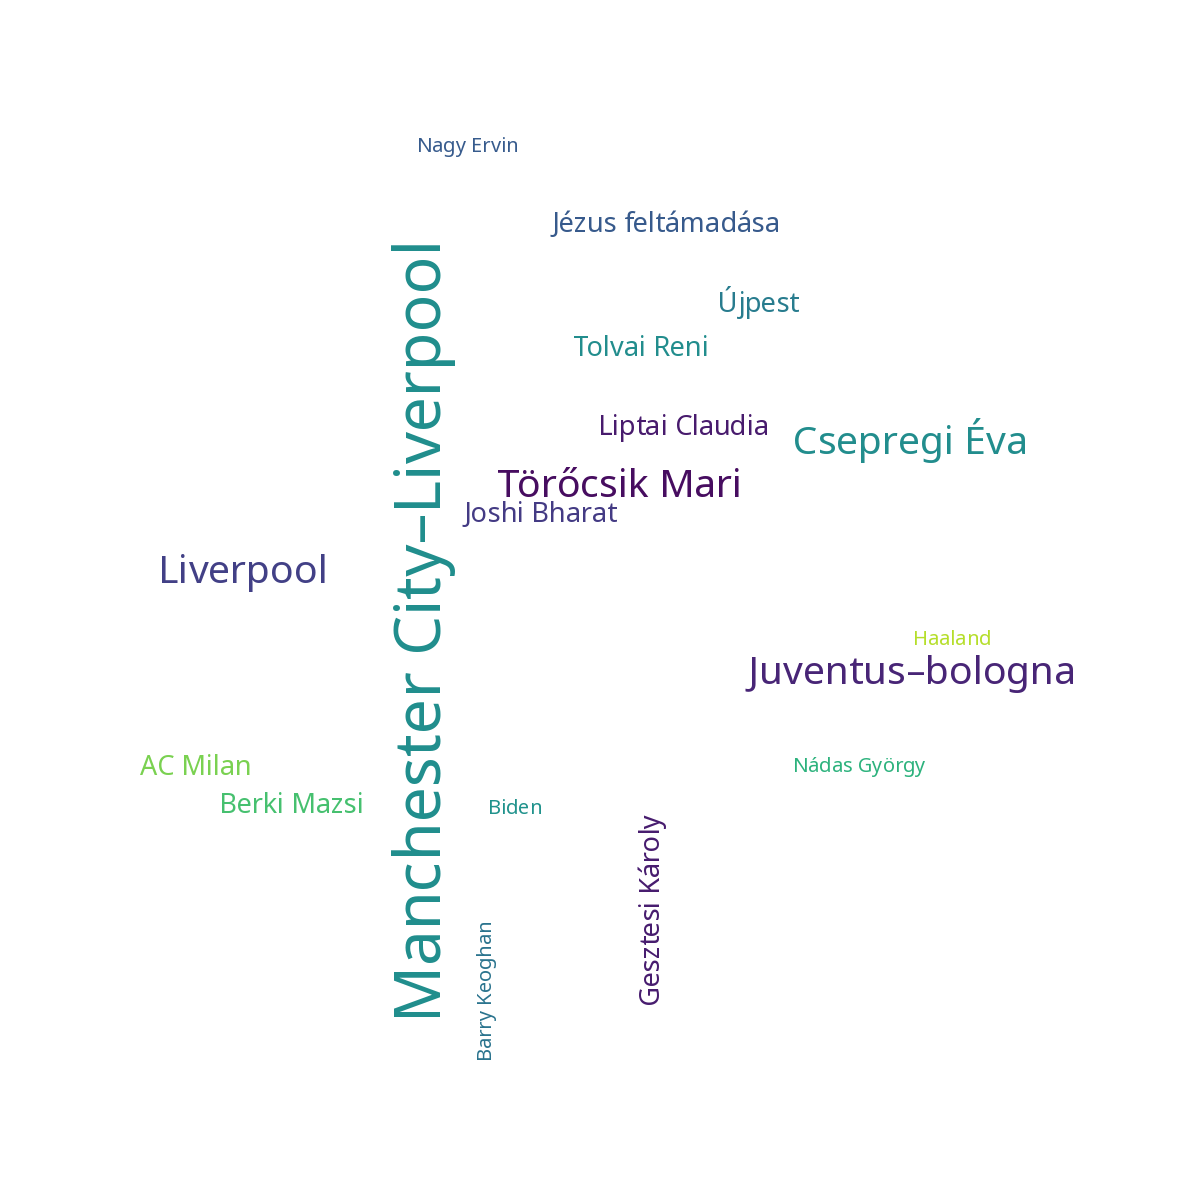 Nagy Ervin
Jézus feltámadása
Újpest
Tolvai Reni
Liptai Claudia
Csepregi Éva
Törőcsik Mari
Joshi Bharat
Manchester City–Liverpool
Liverpool
Haaland
Juventus–bologna
AC Milan
Nádas György
Berki Mazsi
Biden
Gesztesi Károly
Barry Keoghan